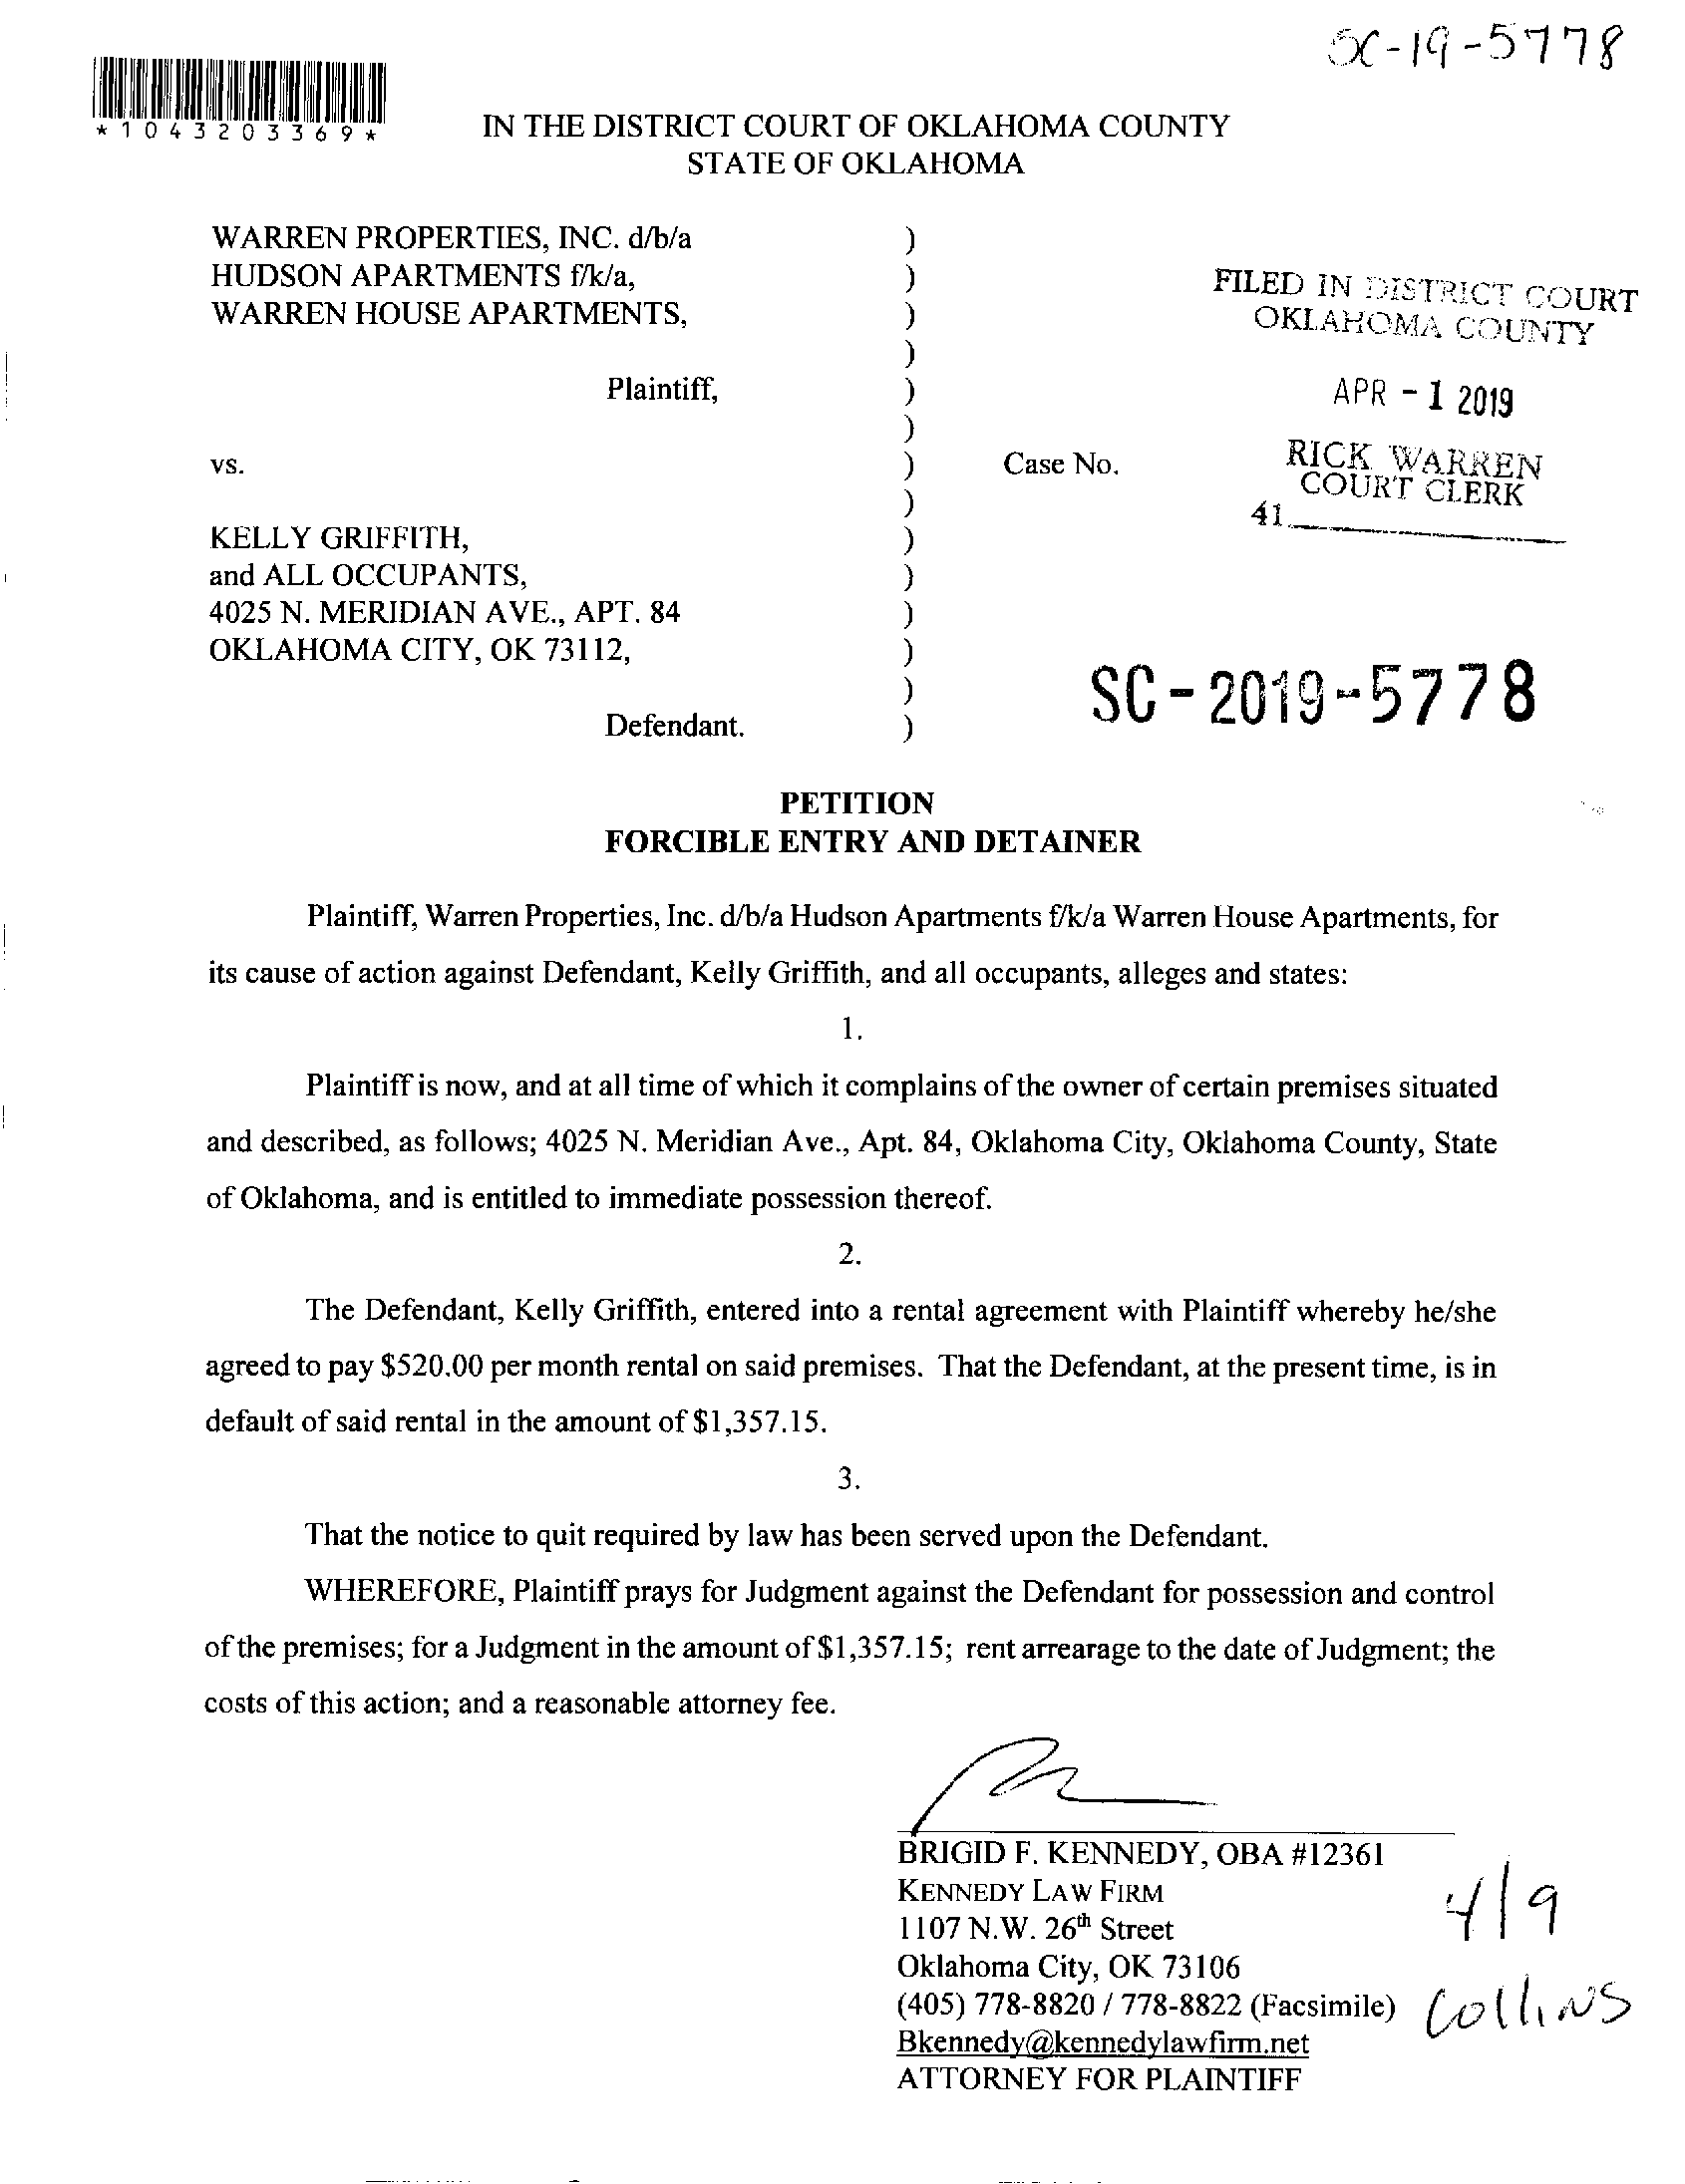 SC-19-5778
*1043203369*
IN THE DISTRICT COURT OF OKLAHOMA COUNTY
STATE OF OKLAHOMA
WARREN PROPERTIES, INC. d/b/a )
HUDSON APARTMENTS f/k/a, )
WARREN HOUSE APARTMENTS, )
)
Plaintiff, )
)
vs. ) Case No.
)
KELLY GRIFFITH, )
and ALL OCCUPANTS, )
4025 N. MERIDIAN AVE., APT. 84 )
OKLAHOMA CITY, OK 73112, )
)
Defendant. )
FILED IN DISTRICT COURT
OKLAHOMA COUNTY
APR - 1 2019
RICK WARREN
COURT CLERK
41
SC-2019-5778
PETITION
FORCIBLE ENTRY AND DETAINER
Plaintiff, Warren Properties, Inc. d/b/a Hudson Apartments f/k/a Warren House Apartments, for
its cause of action against Defendant, Kelly Griffith, and all occupants, alleges and states:
1.
Plaintiff is now, and at all time of which it complains of the owner of certain premises situated
and described, as follows; 4025 N. Meridian Ave., Apt. 84, Oklahoma City, Oklahoma County, State
of Oklahoma, and is entitled to immediate possession thereof.
2.
The Defendant, Kelly Griffith, entered into a rental agreement with Plaintiff whereby he/she
agreed to pay $520.00 per month rental on said premises. That the Defendant, at the present time, is in
default of said rental in the amount of $1,357.15.
3.
That the notice to quit required by law has been served upon the Defendant.
WHEREFORE, Plaintiff prays for Judgment against the Defendant for possession and control
of the premises; for a Judgment in the amount of $1,357.15; rent arrearage to the date of Judgment; the
costs of this action; and a reasonable attorney fee.
BRIGID F. KENNEDY, OBA #12361
KENNEDY LAW FIRM
1107 N.W. 26th Street
Oklahoma City, OK 73106
(405) 778-8820 / 778-8822 (Facsimile)
Bkennedy@kennedylawfirm.net
ATTORNEY FOR PLAINTIFF
4/9
Collins